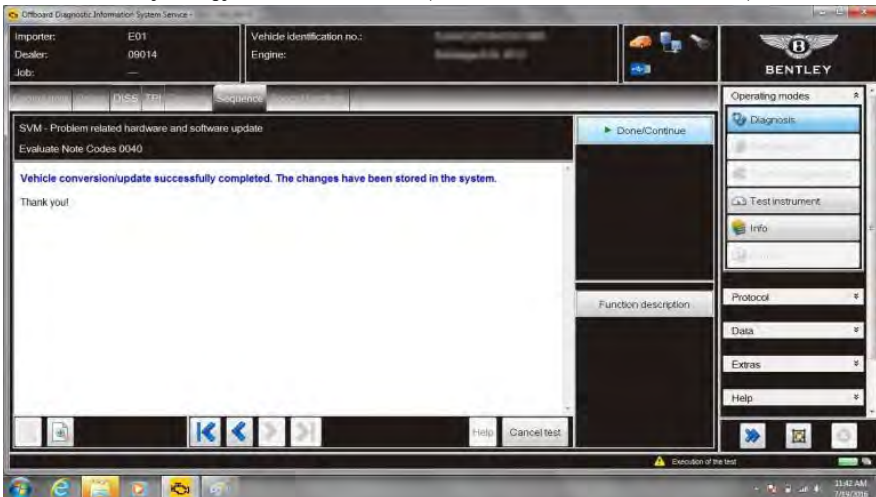 Offboard Diagnostic Information System Service -
Importer: E01
Dealer: 09014
Job: ---
Vehicle identification no.:
Engine:
B
BENTLEY
DISS TPI Sequence
Operating modes
Diagnosis
Test instrument
Info
Protocol
Data
Extras
Help
SVM - Problem related hardware and software update
Evaluate Note Codes 0040
Done/Continue
Vehicle conversion/update successfully completed. The changes have been stored in the system.
Thank you!
Function description
Help Cancel test
Execution of the test
11:42 AM
7/19/2016